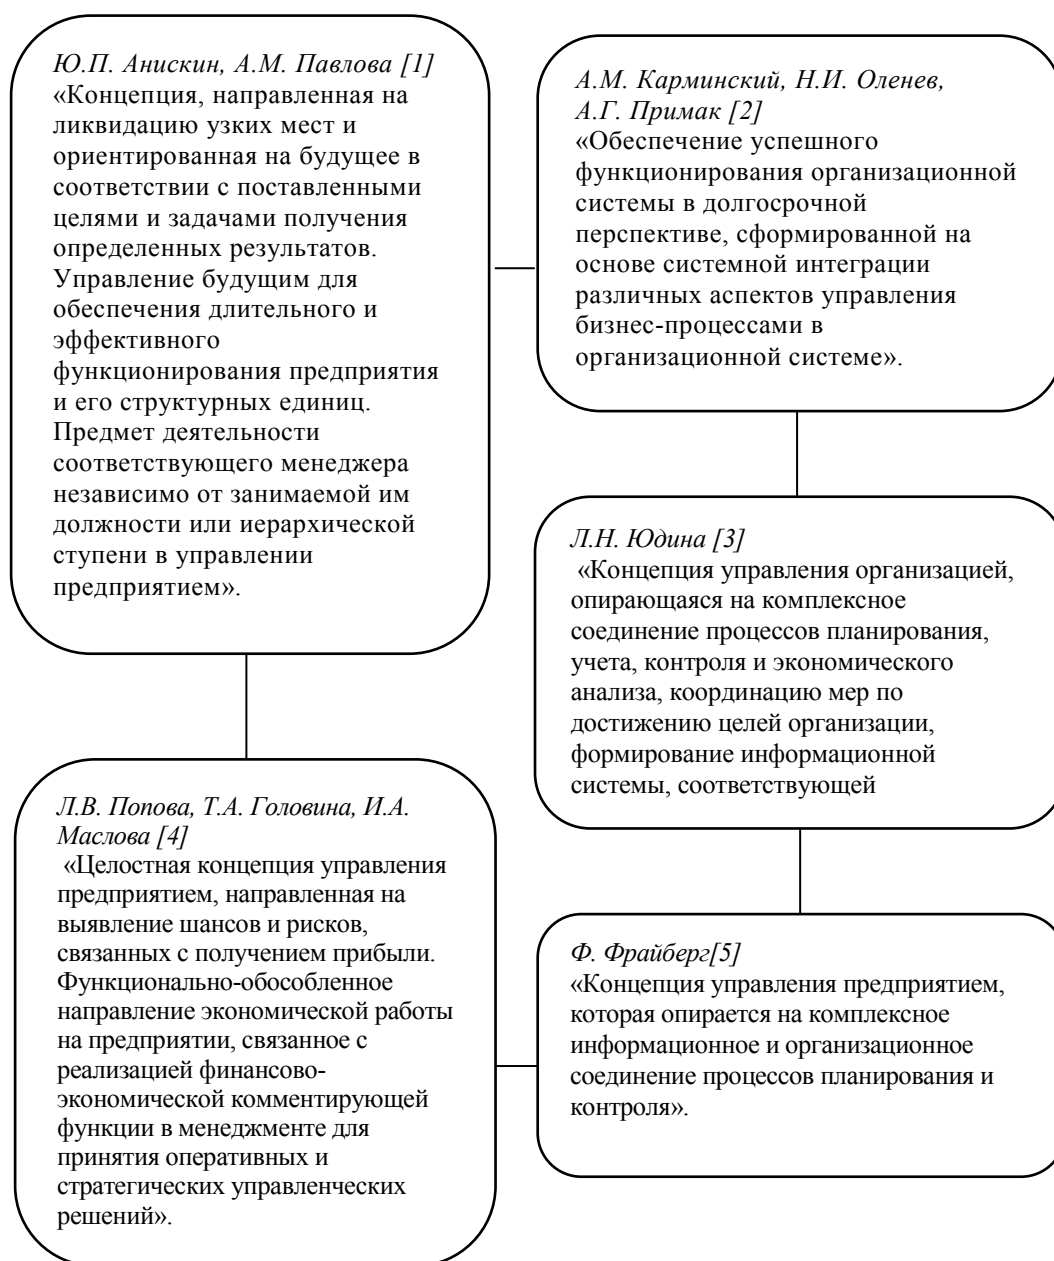 Ю.П. Анискин, А.М. Павлова [1]
«Концепция, направленная на
ликвидацию узких мест и
ориентированная на будущее в
соответствии с поставленными
целями и задачами получения
определенных результатов.
Управление будущим для
обеспечения длительного и
эффективного
функционирования предприятия
и его структурных единиц.
Предмет деятельности
соответствующего менеджера
независимо от занимаемой им
должности или иерархической
ступени в управлении
предприятием».
А.М. Карминский, Н.И. Оленев,
А.Г. Примак [2]
«Обеспечение успешного
функционирования организационной
системы в долгосрочной
перспективе, сформированной на
основе системной интеграции
различных аспектов управления
бизнес-процессами в
организационной системе».
Л.Н. Юдина [3]
«Концепция управления организацией,
опирающаяся на комплексное
соединение процессов планирования,
учета, контроля и экономического
анализа, координацию мер по
достижению целей организации,
формирование информационной
системы, соответствующей
Л.В. Попова, Т.А. Головина, И.А.
Маслова [4]
«Целостная концепция управления
предприятием, направленная на
выявление шансов и рисков,
связанных с получением прибыли.
Функционально-обособленное
направление экономической работы
на предприятии, связанное с
реализацией финансово-
экономической комментирующей
функции в менеджменте для
принятия оперативных и
стратегических управленческих
решений».
Ф. Фрайберг[5]
«Концепция управления предприятием,
которая опирается на комплексное
информационное и организационное
соединение процессов планирования и
контроля».